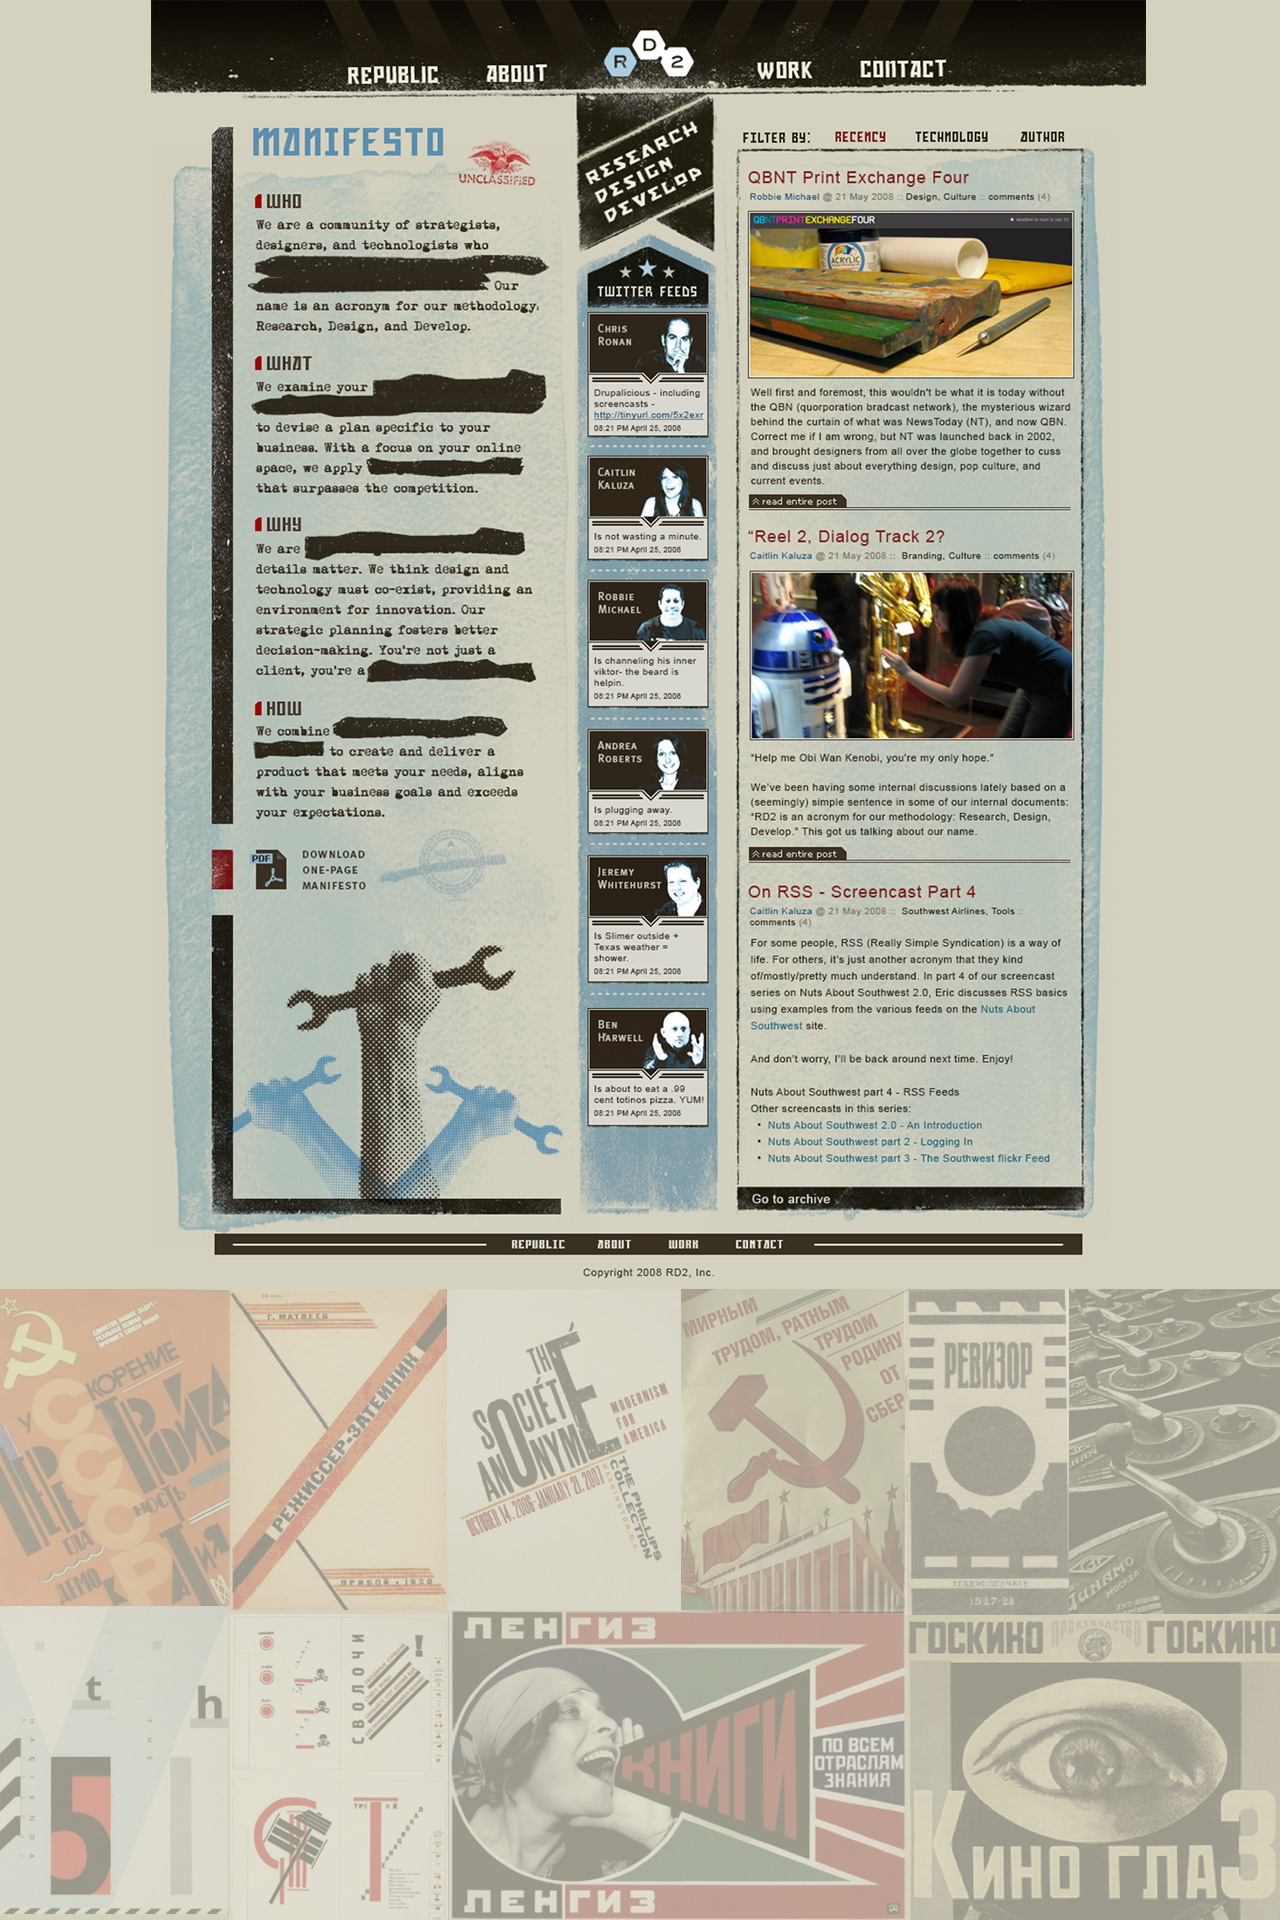 REPUBLIC
ABOUT
R D 2
WORK
CONTACT
MANIFESTO
UNCLASSIFIED
WHO
We are a community of strategists,
designers, and technologists who
Our
name is an acronym for our methodology.
Research, Design, and Develop.
WHAT
We examine your
to devise a plan specific to your
business. With a focus on your online
space, we apply
that surpasses the competition.
WHY
We are
details matter. We think design and
technology must co-exist, providing an
environment for innovation. Our
strategic planning fosters better
decision-making. You're not just a
client, you're a
HOW
We combine
to create and deliver a
product that meets your needs, aligns
with your business goals and exceeds
your expectations.
PDF
DOWNLOAD
ONE-PAGE
MANIFESTO
RESEARCH
DESIGN
DEVELOP
TWITTER FEEDS
CHRIS
RONAN
Drupalicious - including
screencasts -
http://tinyurl.com/5x2exr
08:21 PM April 25, 2008
CAITLIN
KALUZA
Is not wasting a minute.
08:21 PM April 25, 2008
ROBBIE
MICHAEL
Is channeling his inner
viktor- the beard is
helpin.
08:21 PM April 25, 2008
ANDREA
ROBERTS
Is plugging away.
08:21 PM April 25, 2008
JEREMY
WHITEHURST
Is Slimer outside +
Texas weather =
shower.
08:21 PM April 25, 2008
BEN
HARWELL
Is about to eat a .99
cent totinos pizza. YUM!
08:21 PM April 25, 2008
FILTER BY: RECENCY TECHNOLOGY AUTHOR
QBNT Print Exchange Four
Robbie Michael @ 21 May 2008 :: Design, Culture :: comments (4)
QBNTPRINTEXCHANGEFOUR
ACRYLIC
Well first and foremost, this wouldn't be what it is today without
the QBN (quorporation bradcast network), the mysterious wizard
behind the curtain of what was NewsToday (NT), and now QBN.
Correct me if I am wrong, but NT was launched back in 2002,
and brought designers from all over the globe together to cuss
and discuss just about everything design, pop culture, and
current events.
read entire post
“Reel 2, Dialog Track 2?
Caitlin Kaluza @ 21 May 2008 :: Branding, Culture :: comments (4)
“Help me Obi Wan Kenobi, you're my only hope.”
We've been having some internal discussions lately based on a
(seemingly) simple sentence in some of our internal documents:
“RD2 is an acronym for our methodology: Research, Design,
Develop.” This got us talking about our name.
read entire post
On RSS - Screencast Part 4
Caitlin Kaluza @ 21 May 2008 :: Southwest Airlines, Tools ::
comments (4)
For some people, RSS (Really Simple Syndication) is a way of
life. For others, it's just another acronym that they kind
of/mostly/pretty much understand. In part 4 of our screencast
series on Nuts About Southwest 2.0, Eric discusses RSS basics
using examples from the various feeds on the Nuts About
Southwest site.
And don't worry, I'll be back around next time. Enjoy!
Nuts About Southwest part 4 - RSS Feeds
Other screencasts in this series:
• Nuts About Southwest 2.0 - An Introduction
• Nuts About Southwest part 2 - Logging In
• Nuts About Southwest part 3 - The Southwest flickr Feed
Go to archive
REPUBLIC ABOUT WORK CONTACT
Copyright 2008 RD2, Inc.
УСКОРЕНИЕ
ПЕРЕСТРОЙКА
ГЛАСНОСТЬ
ДЕМОКРАТИЯ
СССР
Г. МАТВЕЕВ
РЕЖИССЕР-ЗАТЕЙНИК
ПРИБОЙ • 1930
THE
SOCIÉTÉ
ANONYME
MODERNISM
FOR
AMERICA
OCTOBER 14, 2006-JANUARY 21, 2007
THE PHILLIPS
COLLECTION
WASHINGTON, D.C.
МИРНЫМ
ТРУДОМ, РАТНЫМ
ТРУДОМ
РОДИНУ
ОТ
СБЕР
РЕВИЗОР
1927-28
DUNAMO
МОСКВА
t
h
5
СВОЛОЧИ
!
ТРЕТИЙ
ЛЕНГИЗ
КНИГИ
ПО ВСЕМ
ОТРАСЛЯМ
ЗНАНИЯ
ЛЕНГИЗ
ГОСКИНО ПРОИЗВОДСТВО ГОСКИНО
КИНО ГЛАЗ